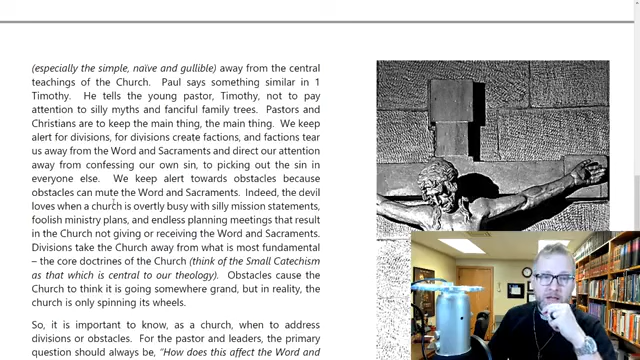 (especially the simple, naïve and gullible) away from the central
teachings of the Church. Paul says something similar in 1
Timothy. He tells the young pastor, Timothy, not to pay
attention to silly myths and fanciful family trees. Pastors and
Christians are to keep the main thing, the main thing. We keep
alert for divisions, for divisions create factions, and factions tear
us away from the Word and Sacraments and direct our attention
away from confessing our own sin, to picking out the sin in
everyone else. We keep alert towards obstacles because
obstacles can mute the Word and Sacraments. Indeed, the devil
loves when a church is overtly busy with silly mission statements,
foolish ministry plans, and endless planning meetings that result
in the Church not giving or receiving the Word and Sacraments.
Divisions take the Church away from what is most fundamental
– the core doctrines of the Church (think of the Small Catechism
as that which is central to our theology). Obstacles cause the
Church to think it is going somewhere grand, but in reality, the
church is only spinning its wheels.
So, it is important to know, as a church, when to address
divisions or obstacles. For the pastor and leaders, the primary
question should always be, "How does this affect the Word and